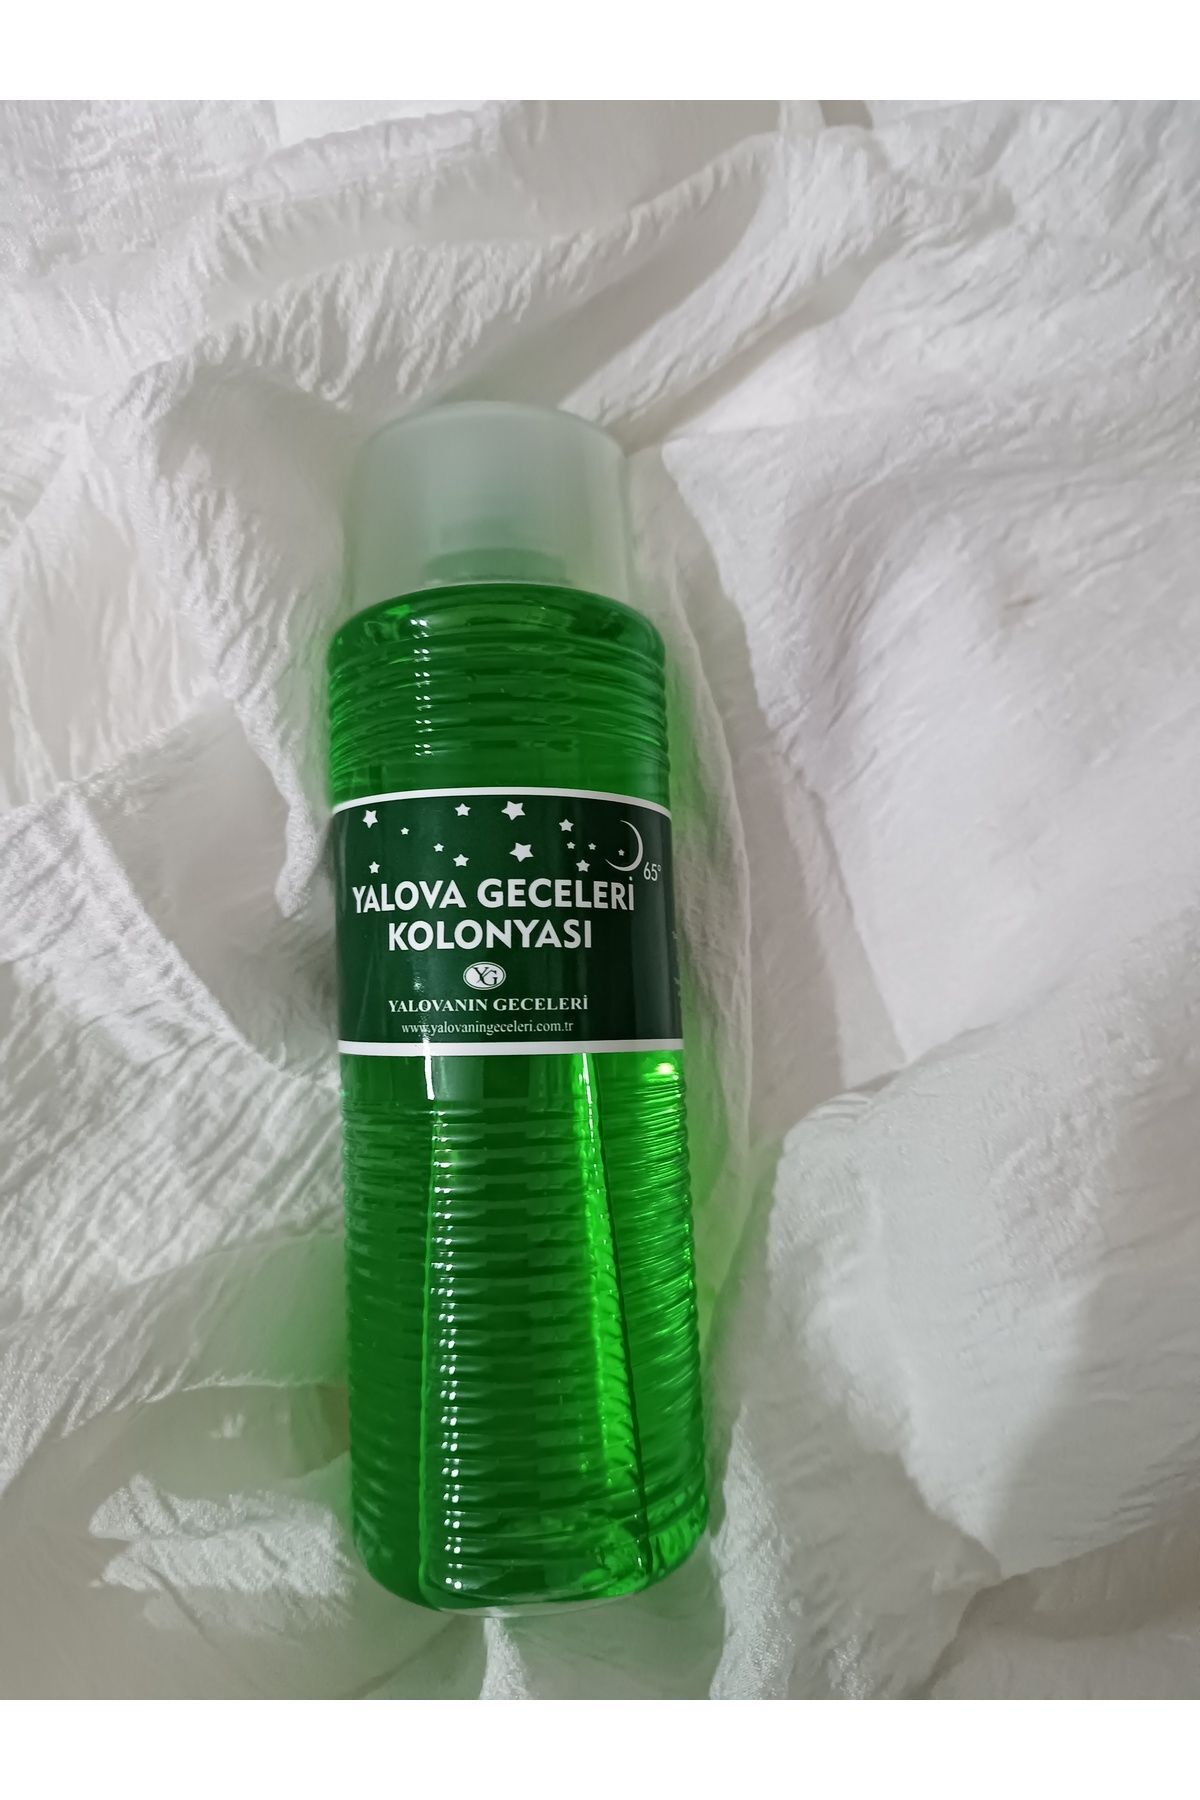 65°
YALOVA GECELERİ
KOLONYASI
YG
YALOVANIN GECELERİ
www.yalovaningeceleri.com.tr